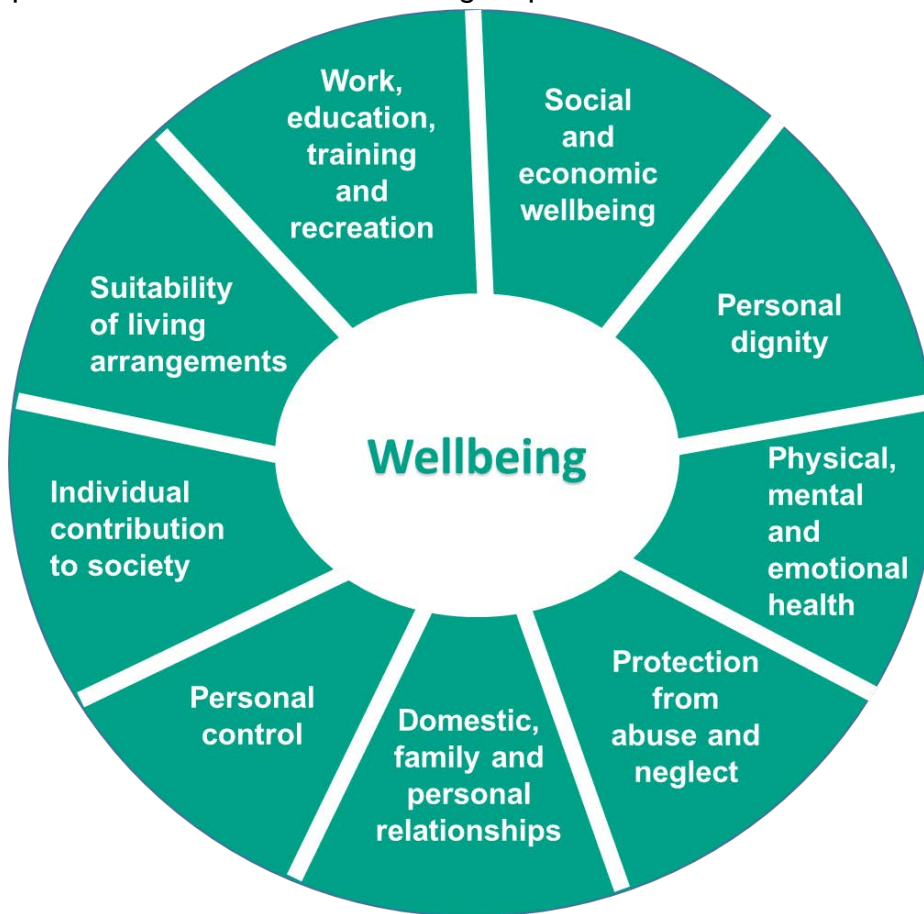 Work,
education,
training
and
recreation
Social
and
economic
wellbeing
Personal
dignity
Physical,
mental
and
emotional
health
Protection
from
abuse and
neglect
Domestic,
family and
personal
relationships
Personal
control
Individual
contribution
to society
Suitability
of living
arrangements
Wellbeing